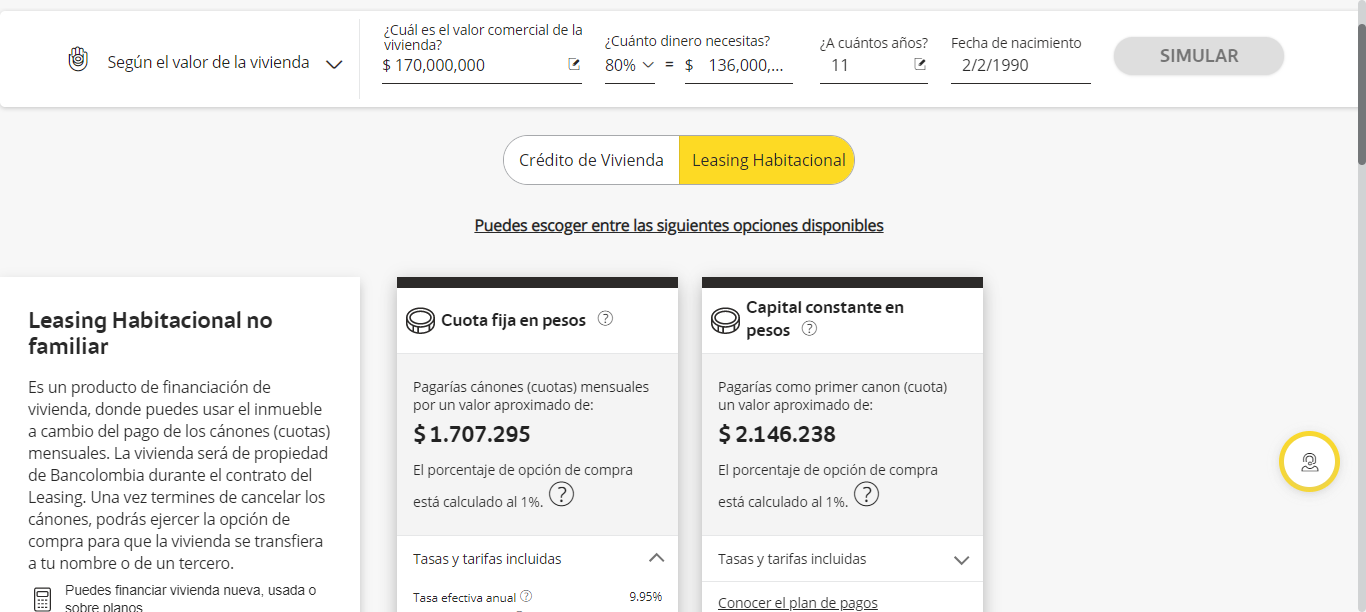 Según el valor de la vivienda
¿Cuál es el valor comercial de la
vivienda?
$ 170,000,000
¿Cuánto dinero necesitas?
80% = $ 136,000,...
¿A cuántos años?
11
Fecha de nacimiento
2/2/1990
SIMULAR
Crédito de Vivienda
Leasing Habitacional
Puedes escoger entre las siguientes opciones disponibles
Leasing Habitacional no
familiar
Es un producto de financiación de
vivienda, donde puedes usar el inmueble
a cambio del pago de los cánones (cuotas)
mensuales. La vivienda será de propiedad
de Bancolombia durante el contrato del
Leasing. Una vez termines de cancelar los
cánones, podrás ejercer la opción de
compra para que la vivienda se transfiera
a tu nombre o de un tercero.
Puedes financiar vivienda nueva, usada o
sobre planos
Cuota fija en pesos ?
Pagarías cánones (cuotas) mensuales
por un valor aproximado de:
$ 1.707.295
El porcentaje de opción de compra
está calculado al 1%. ?
Tasas y tarifas incluidas
Tasa efectiva anual ? 9.95%
Capital constante en
pesos ?
Pagarías como primer canon (cuota)
un valor aproximado de:
$ 2.146.238
El porcentaje de opción de compra
está calculado al 1%. ?
Tasas y tarifas incluidas
Conocer el plan de pagos